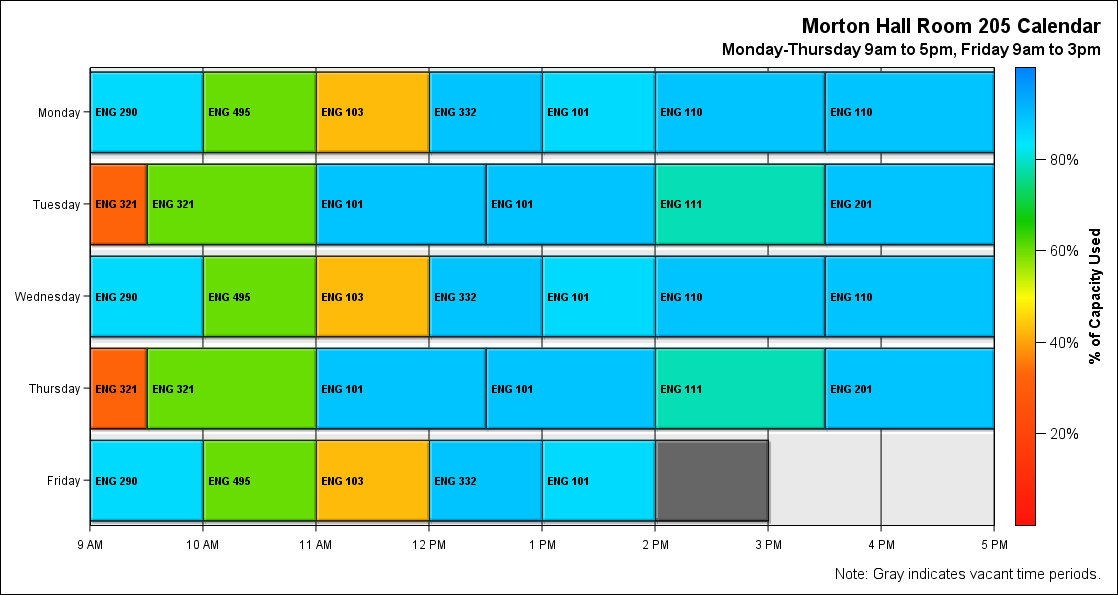 Morton Hall Room 205 Calendar
Monday-Thursday 9am to 5pm, Friday 9am to 3pm
Monday ENG 290 ENG 495 ENG 103 ENG 332 ENG 101 ENG 110 ENG 110
Tuesday ENG 321 ENG 321 ENG 101 ENG 101 ENG 111 ENG 201
Wednesday ENG 290 ENG 495 ENG 103 ENG 332 ENG 101 ENG 110 ENG 110
Thursday ENG 321 ENG 321 ENG 101 ENG 101 ENG 111 ENG 201
Friday ENG 290 ENG 495 ENG 103 ENG 332 ENG 101
9 AM 10 AM 11 AM 12 PM 1 PM 2 PM 3 PM 4 PM 5 PM
80%
60%
40%
20%
% of Capacity Used
Note: Gray indicates vacant time periods.